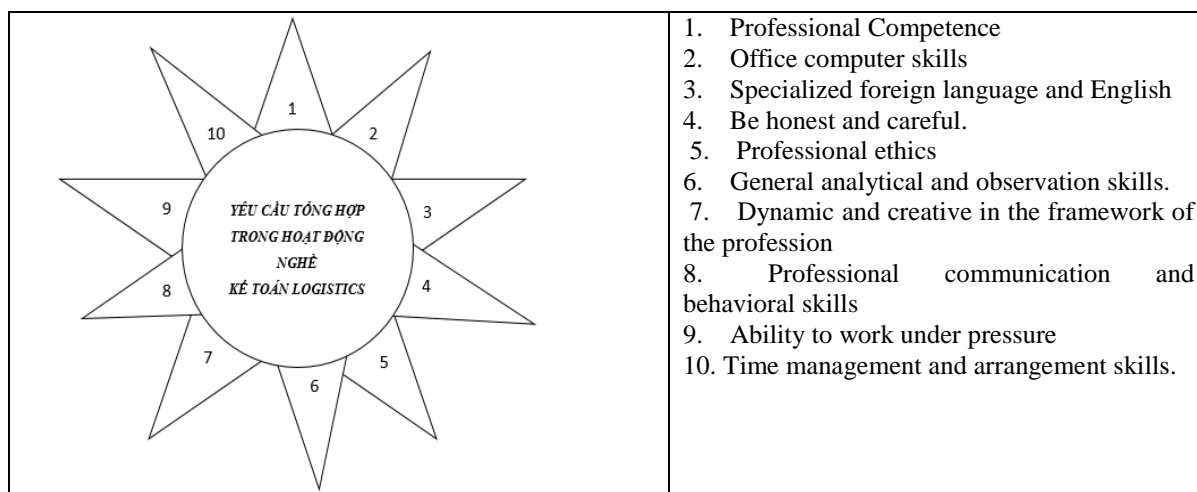 1
2
3
4
5
6
7
8
9
10
YÊU CẦU TỔNG HỢP
TRONG HOẠT ĐỘNG
NGHỀ
KẾ TOÁN LOGISTICS
1. Professional Competence
2. Office computer skills
3. Specialized foreign language and English
4. Be honest and careful.
5. Professional ethics
6. General analytical and observation skills.
7. Dynamic and creative in the framework of
the profession
8. Professional communication and
behavioral skills
9. Ability to work under pressure
10. Time management and arrangement skills.